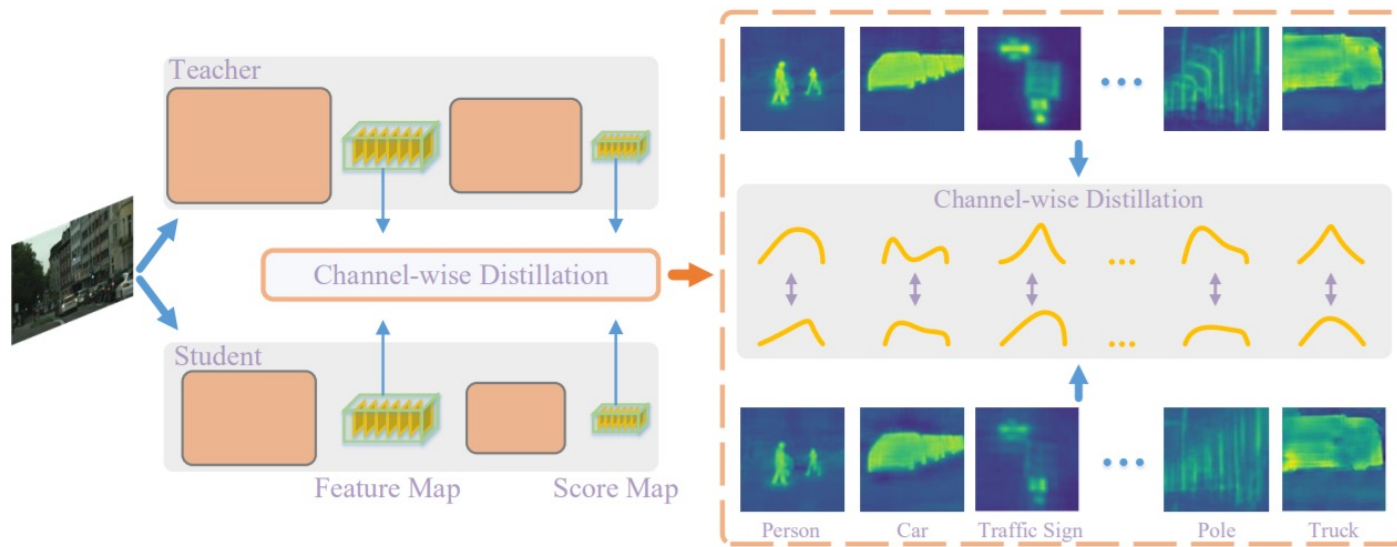 Teacher
Channel-wise Distillation
Student
Feature Map
Score Map
Channel-wise Distillation
Person
Car
Traffic Sign
Pole
Truck